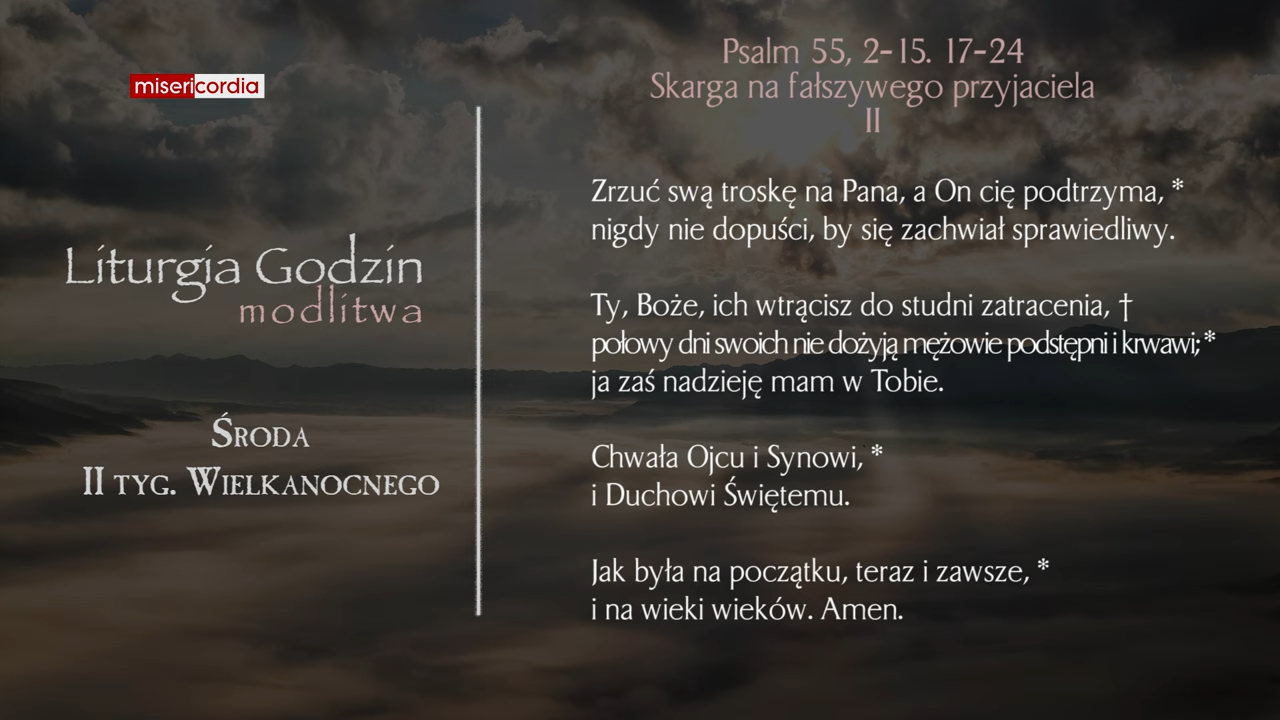 misericordia
Liturgia Godzin
modlitwa
Środa
II tyg. Wielkanocnego
Psalm 55, 2-15. 17-24
Skarga na fałszywego przyjaciela
II
Zrzuć swą troskę na Pana, a On cię podtrzyma, *
nigdy nie dopuści, by się zachwiał sprawiedliwy.
Ty, Boże, ich wtrącisz do studni zatracenia, †
połowy dni swoich nie dożyją mężowie podstępni i krwawi; *
ja zaś nadzieję mam w Tobie.
Chwała Ojcu i Synowi, *
i Duchowi Świętemu.
Jak była na początku, teraz i zawsze, *
i na wieki wieków. Amen.